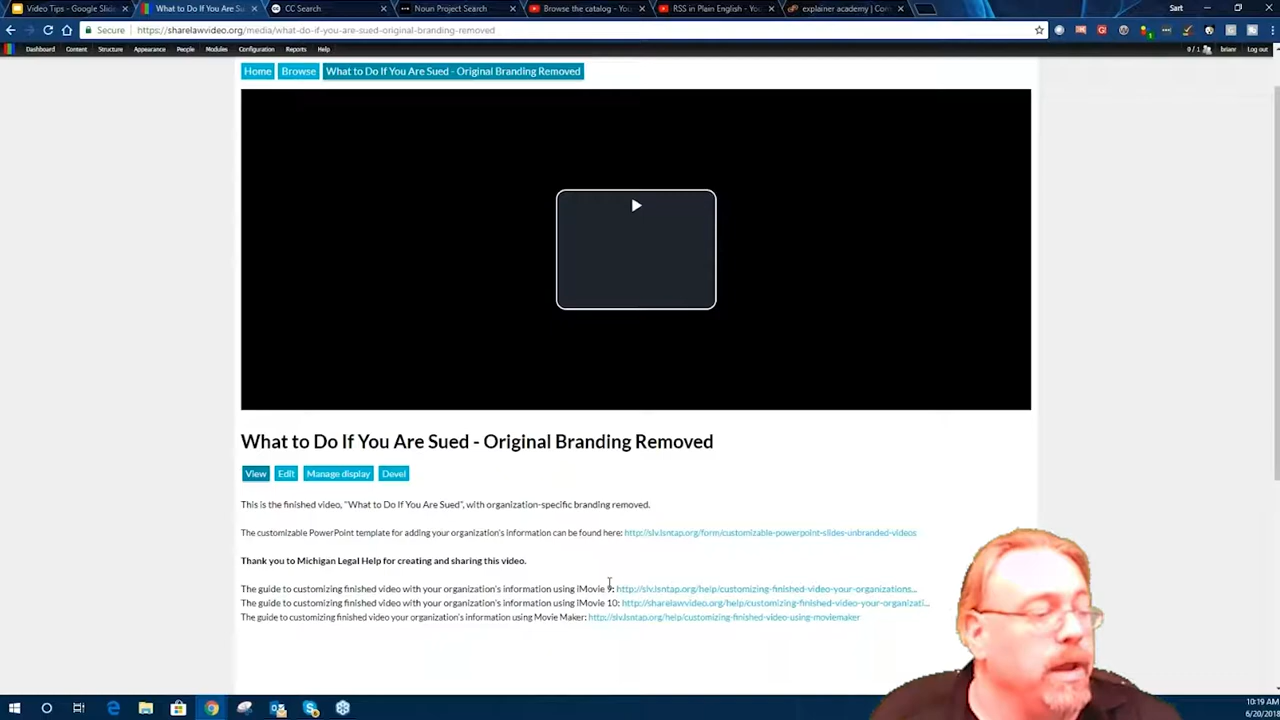 Video Tips - Google Slid
What to Do If You Are Su
CC Search
Noun Project Search
Browse the catalog - You
RSS in Plain English - You
explainer academy | Com
Sart
Secure
https://sharelawvideo.org/media/what-do-if-you-are-sued-original-branding-removed
Dashboard Content Structure Appearance People Modules Configuration Reports Help
0 / 1
brianr
Log out
Home
Browse
What to Do If You Are Sued - Original Branding Removed
What to Do If You Are Sued - Original Branding Removed
View
Edit
Manage display
Devel
This is the finished video, "What to Do If You Are Sued", with organization-specific branding removed.
The customizable PowerPoint template for adding your organization's information can be found here: http://slv.lsntap.org/form/customizable-powerpoint-slides-unbranded-videos
Thank you to Michigan Legal Help for creating and sharing this video.
The guide to customizing finished video with your organization's information using iMovie 9: http://slv.lsntap.org/help/customizing-finished-video-your-organizations...
The guide to customizing finished video with your organization's information using iMovie 10: http://sharelawvideo.org/help/customizing-finished-video-your-organizati...
The guide to customizing finished video your organization's information using Movie Maker: http://slv.lsntap.org/help/customizing-finished-video-using-moviemaker
10:19 AM
6/20/2018